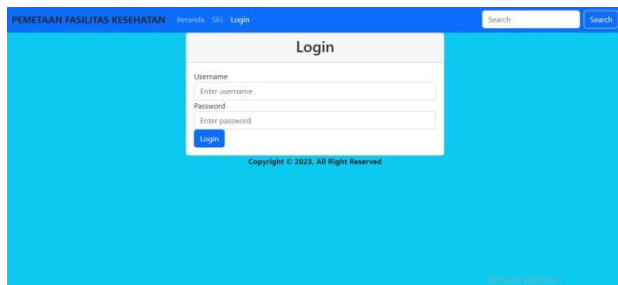 PEMETAAN FASILITAS KESEHATAN Beranda SIG Login Search Search
Login
Username
Enter username
Password
Enter password
Login
Copyright © 2023, All Right Reserved